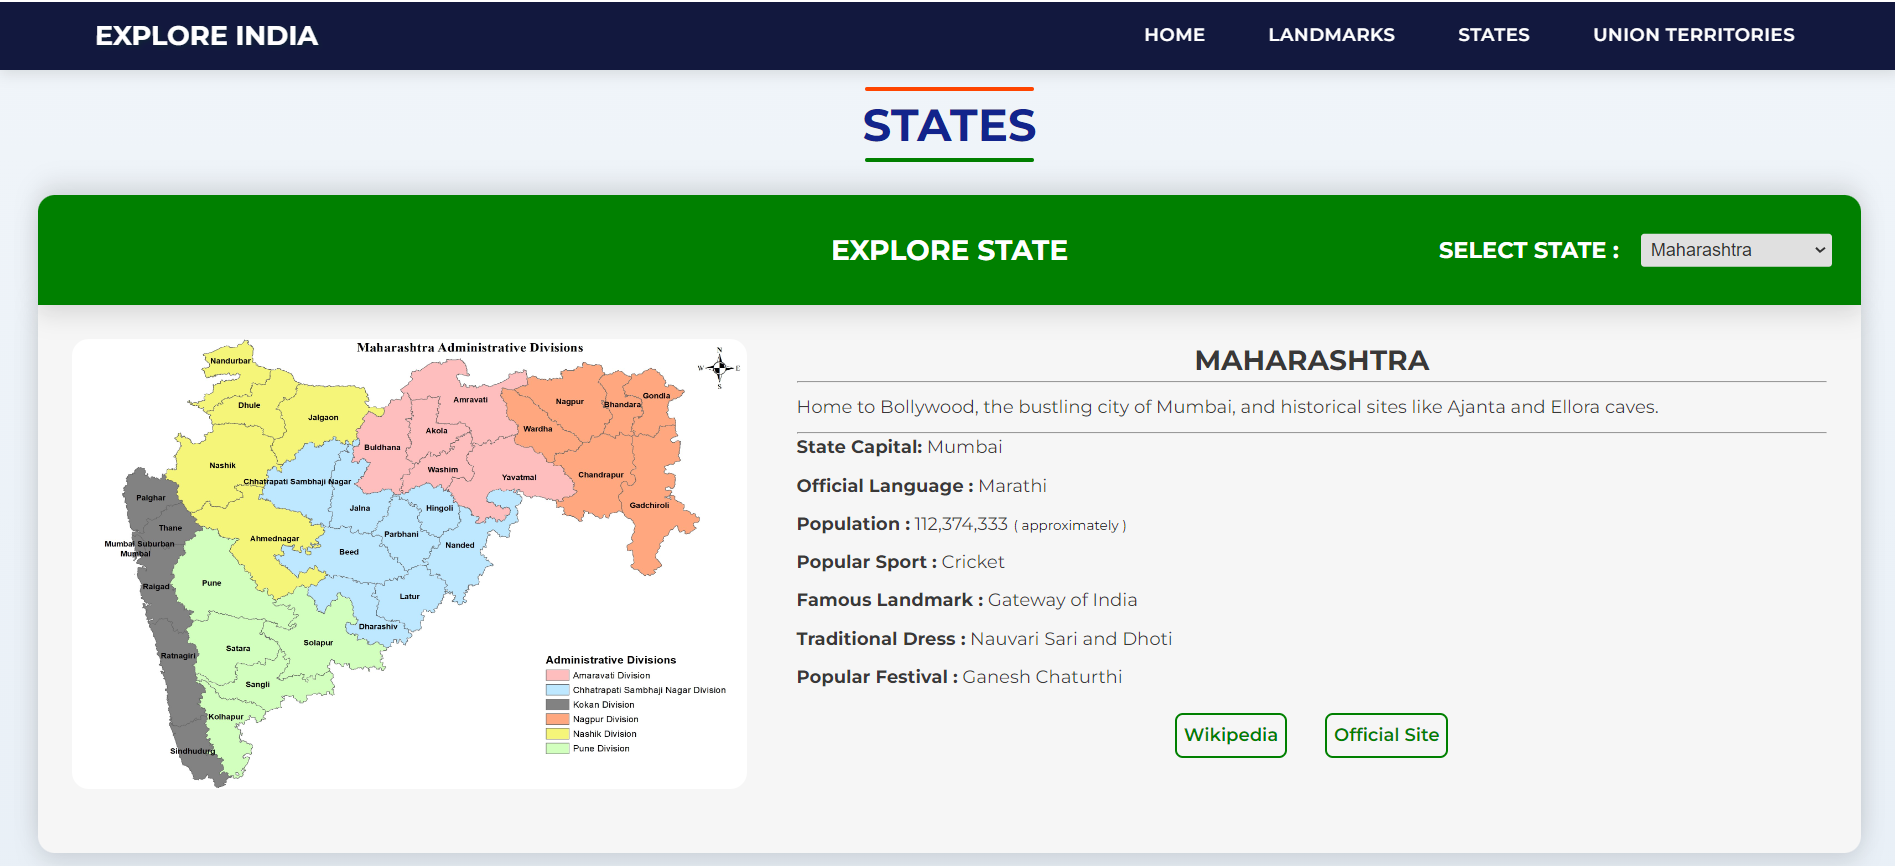 EXPLORE INDIA
HOME
LANDMARKS
STATES
UNION TERRITORIES
STATES
EXPLORE STATE
SELECT STATE :
Maharashtra
Maharashtra Administrative Divisions
N
W
E
S
Nandurbar
Dhule
Jalgaon
Nashik
Amravati
Akola
Buldhana
Washim
Yavatmal
Nagpur
Bhandara
Gondia
Wardha
Chandrapur
Gadchiroli
Chhatrapati Sambhaji Nagar
Jalna
Hingoli
Parbhani
Nanded
Beed
Latur
Dharashiv
Palghar
Thane
Mumbai Suburban
Mumbai
Raigad
Ratnagiri
Sindhudurg
Ahmednagar
Pune
Satara
Solapur
Sangli
Kolhapur
Administrative Divisions
Amaravati Division
Chhatrapati Sambhaji Nagar Division
Kokan Division
Nagpur Division
Nashik Division
Pune Division
MAHARASHTRA
Home to Bollywood, the bustling city of Mumbai, and historical sites like Ajanta and Ellora caves.
State Capital: Mumbai
Official Language : Marathi
Population : 112,374,333 ( approximately )
Popular Sport : Cricket
Famous Landmark : Gateway of India
Traditional Dress : Nauvari Sari and Dhoti
Popular Festival : Ganesh Chaturthi
Wikipedia
Official Site